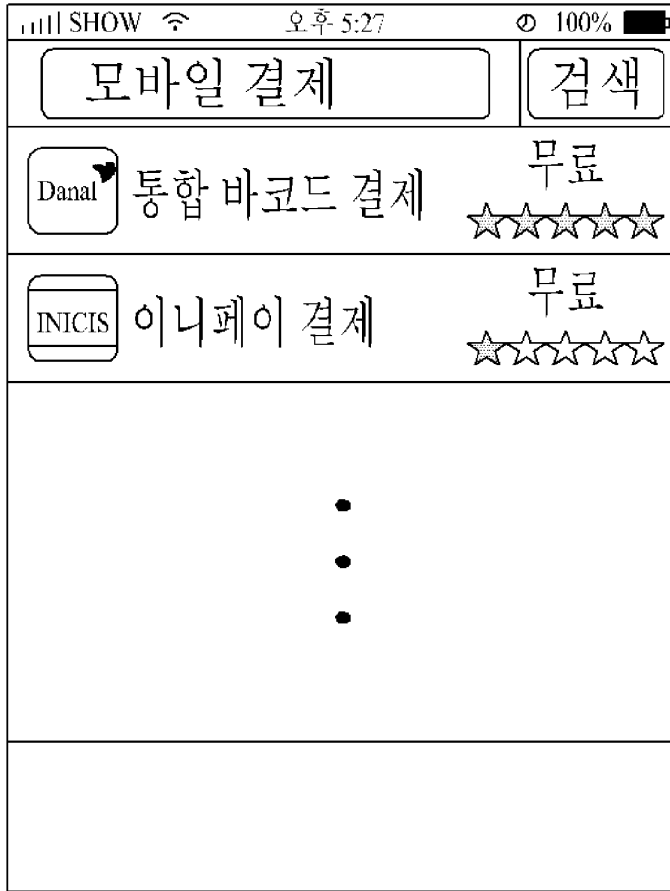 SHOW 오후 5:27 100%
모바일 결제 검색
Danal 통합 바코드 결제 무료
INICIS 이니페이 결제 무료